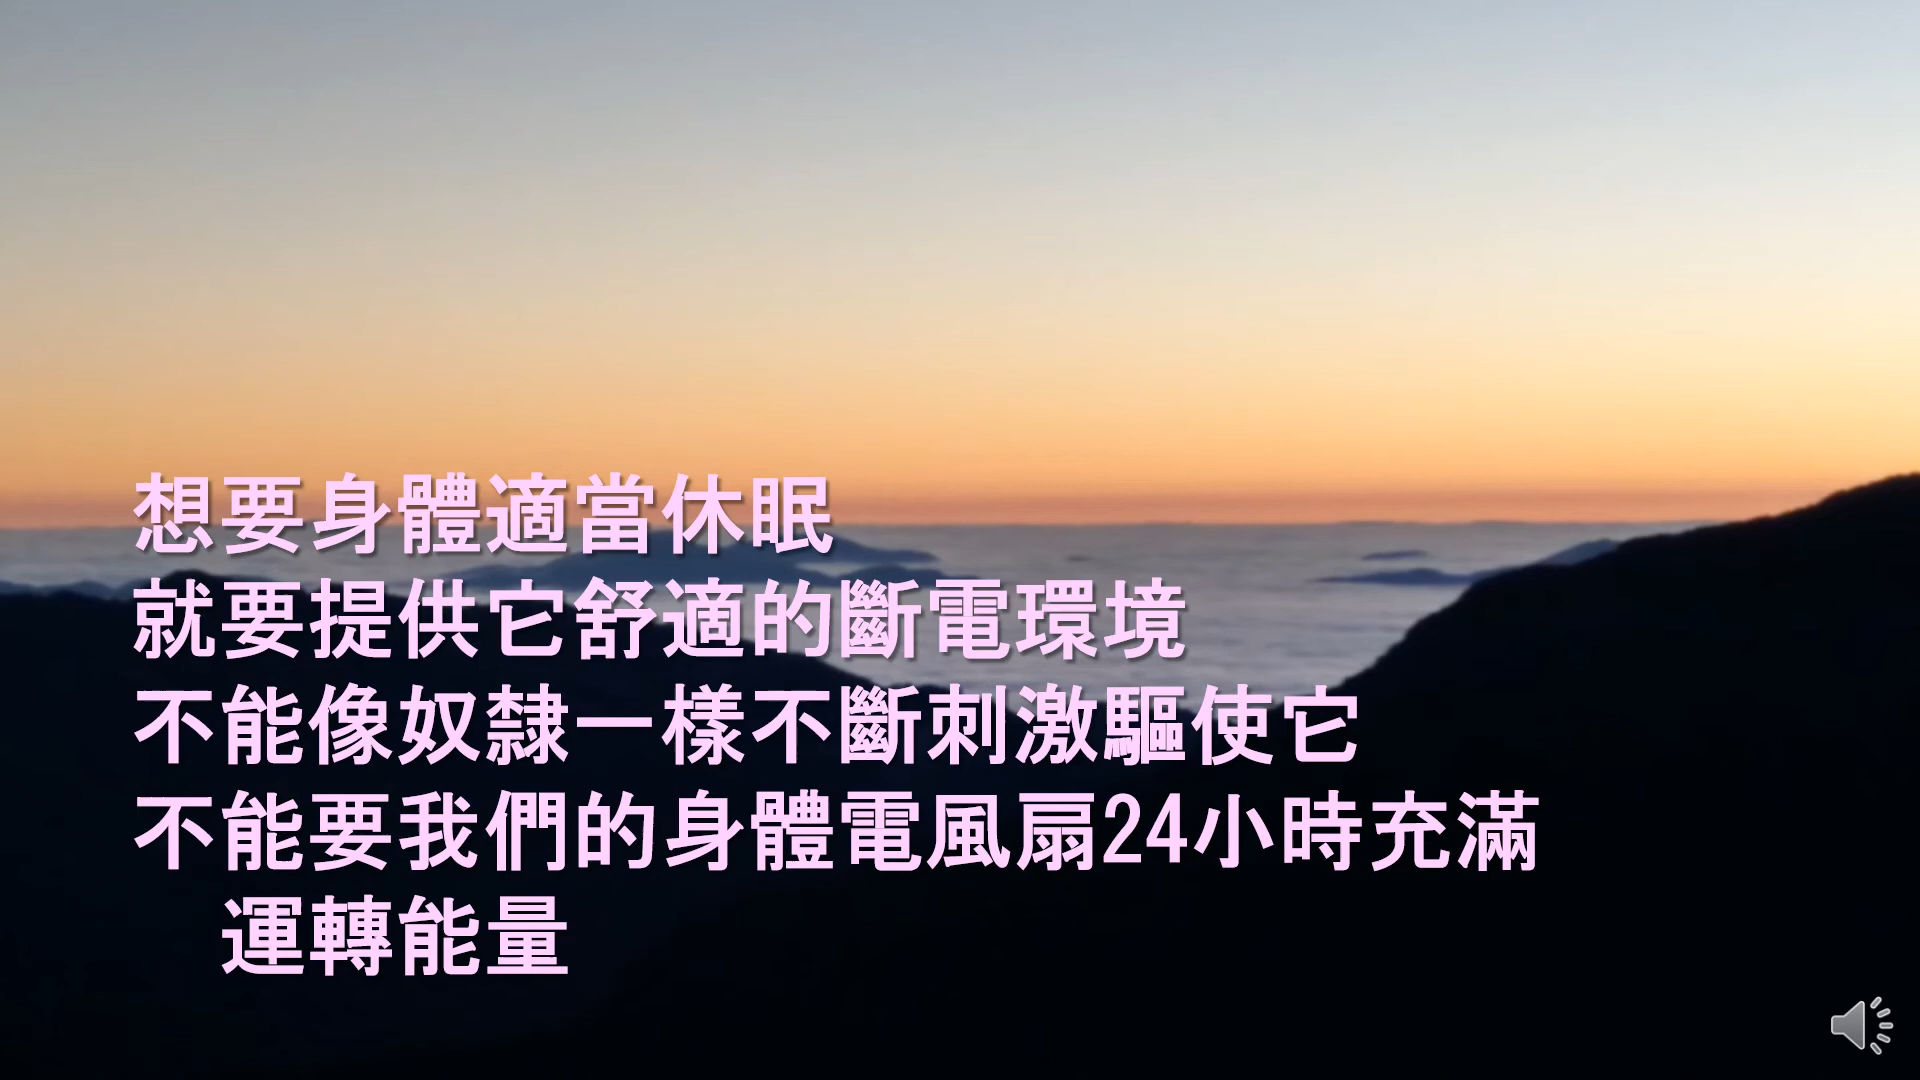 想要身體適當休眠
就要提供它舒適的斷電環境
不能像奴隸一樣不斷刺激驅使它
不能要我們的身體電風扇24小時充滿
運轉能量